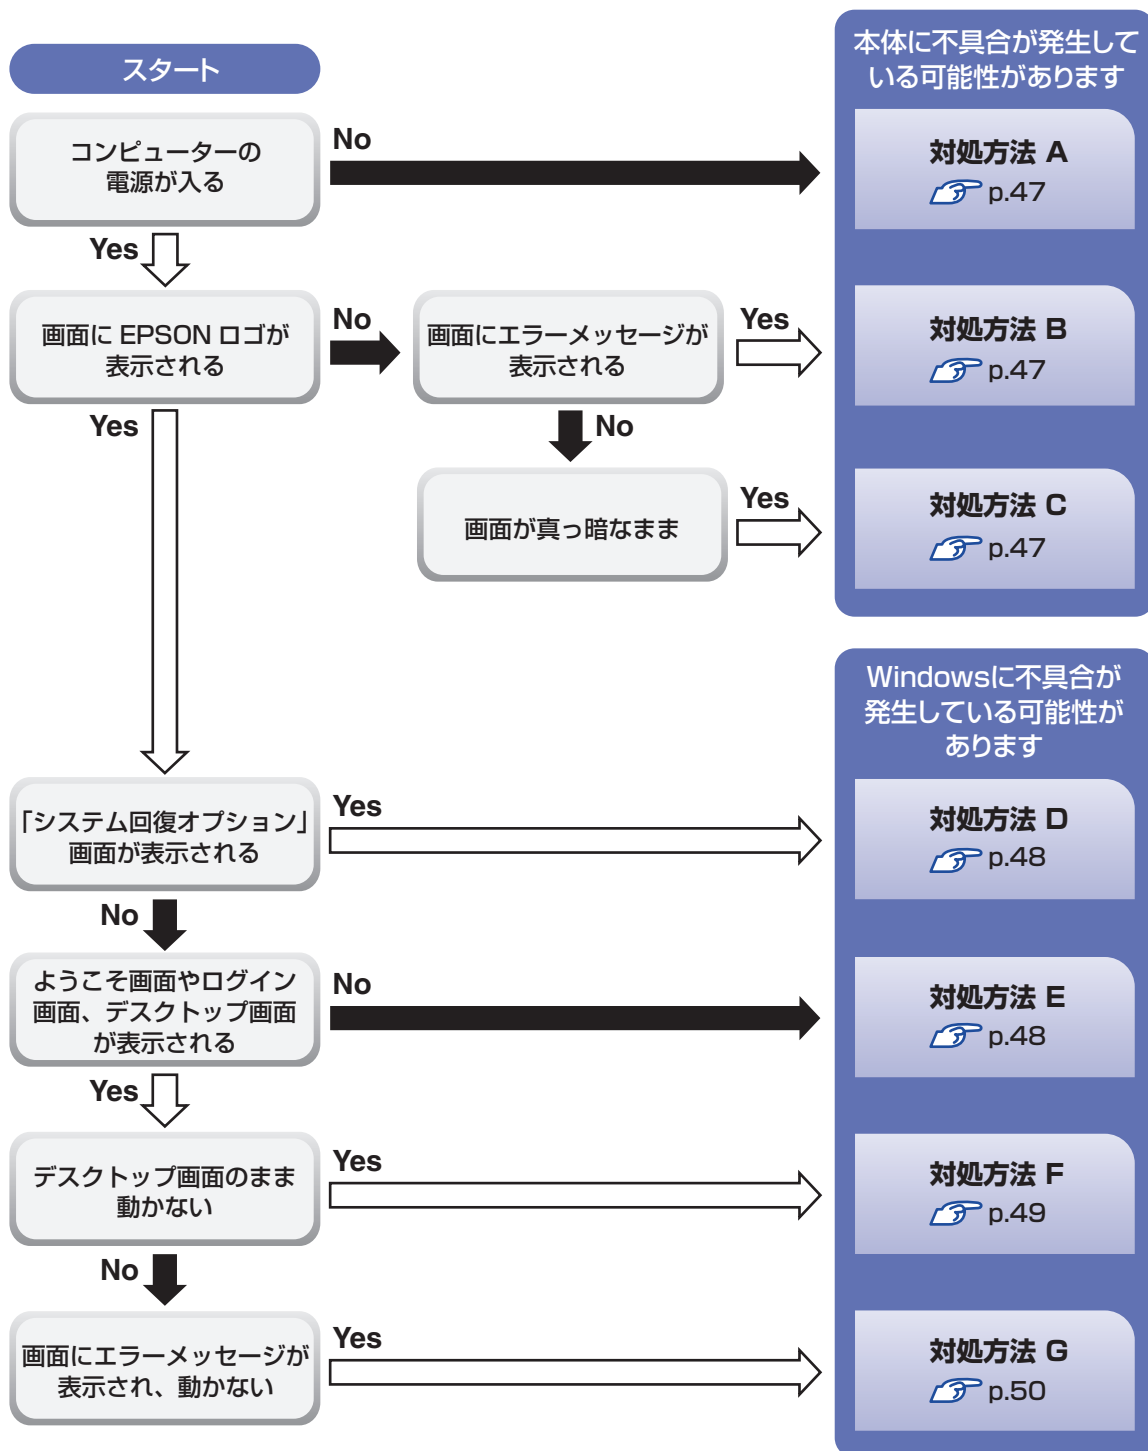 スタート
コンピューターの
電源が入る
No
Yes
画面に EPSON ロゴが
表示される
No
画面にエラーメッセージが
表示される
Yes
No
画面が真っ暗なまま
Yes
Yes
「システム回復オプション」
画面が表示される
Yes
No
ようこそ画面やログイン
画面、デスクトップ画面
が表示される
No
Yes
デスクトップ画面のまま
動かない
Yes
No
画面にエラーメッセージが
表示され、動かない
Yes
本体に不具合が発生して
いる可能性があります
対処方法 A
p.47
対処方法 B
p.47
対処方法 C
p.47
Windowsに不具合が
発生している可能性が
あります
対処方法 D
p.48
対処方法 E
p.48
対処方法 F
p.49
対処方法 G
p.50